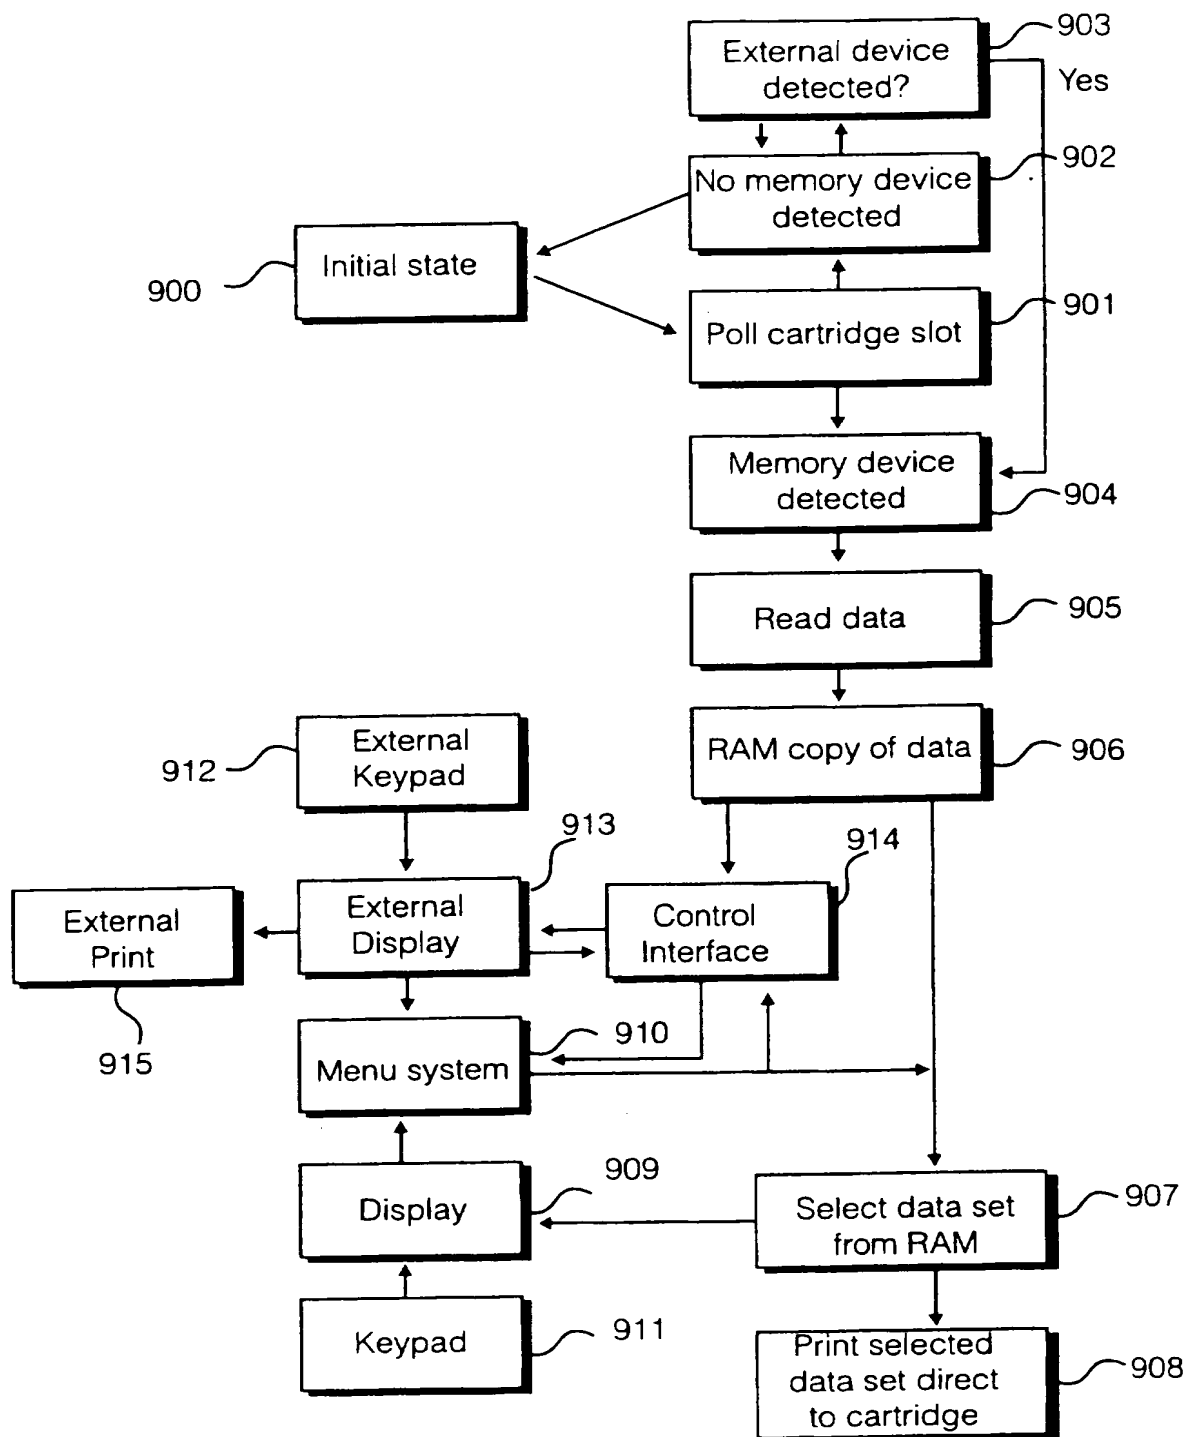 903
External device
detected?
Yes
902
No memory device
detected
Initial state
900
901
Poll cartridge slot
Memory device
detected
904
Read data
905
RAM copy of data
906
External
Keypad
912
913
914
External
Print
External
Display
Control
Interface
915
910
Menu system
909
Display
Select data set
from RAM
907
Keypad
911
Print selected
data set direct
to cartridge
908